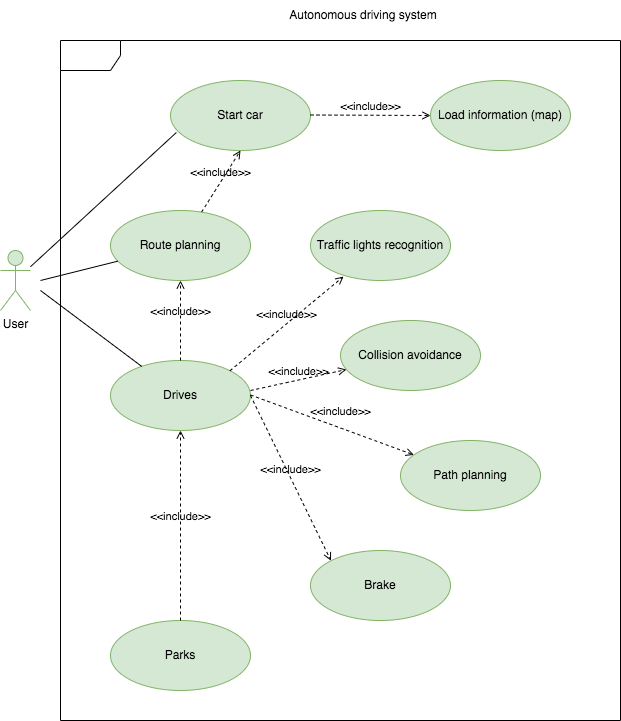 Autonomous driving system
Start car
<<include>>
Load information (map)
<<include>>
Route planning
Traffic lights recognition
User
<<include>>
<<include>>
Collision avoidance
<<include>>
Drives
<<include>>
Path planning
<<include>>
<<include>>
Brake
Parks